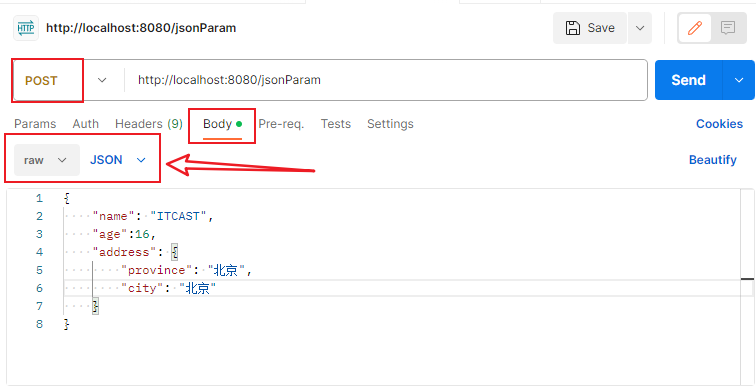 HTTP http://localhost:8080/jsonParam Save
POST http://localhost:8080/jsonParam Send
Params Auth Headers (9) Body Pre-req. Tests Settings Cookies
raw JSON Beautify
1 {
2 "name": "ITCAST",
3 "age":16,
4 "address": {
5 "province": "北京",
6 "city": "北京"
7 }
8 }